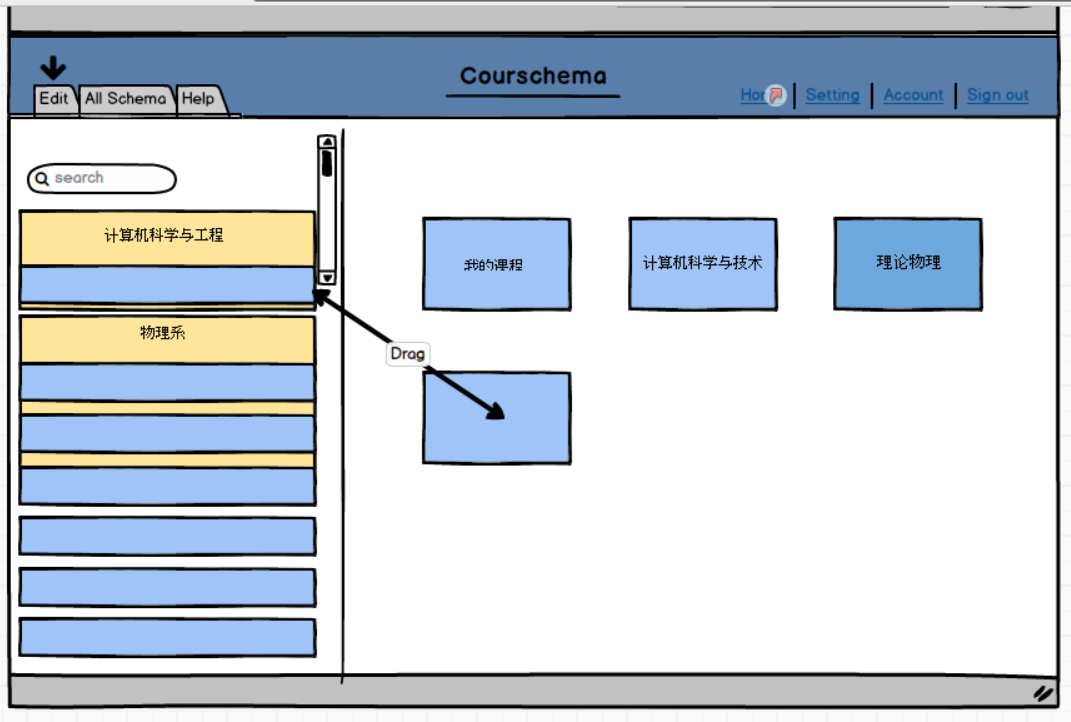 Courschema
Edit All Schema Help
Setting Account Sign out
search
计算机科学与工程
物理系
我的课程
计算机科学与技术
理论物理
Drag